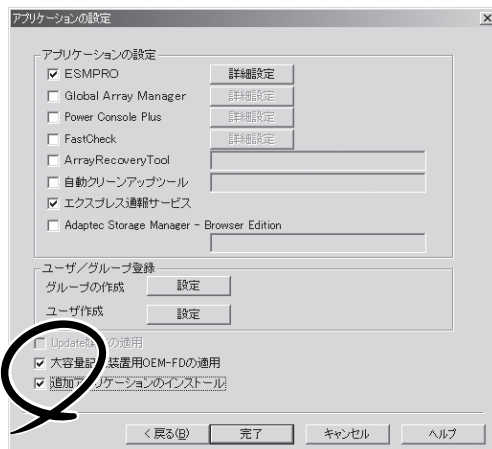 アプリケーションの設定
アプリケーションの設定
ESMPRO 詳細設定
Global Array Manager 詳細設定
Power Console Plus 詳細設定
FastCheck 詳細設定
ArrayRecoveryTool
自動クリーンアップツール
エクスプレス通報サービス
Adaptec Storage Manager - Browser Edition
ユーザ/グループ登録
グループの作成 設定
ユーザ作成 設定
の適用
大容量記憶装置用OEM-FDの適用
追加アプリケーションのインストール
< 戻る(B) 完了 キャンセル ヘルプ